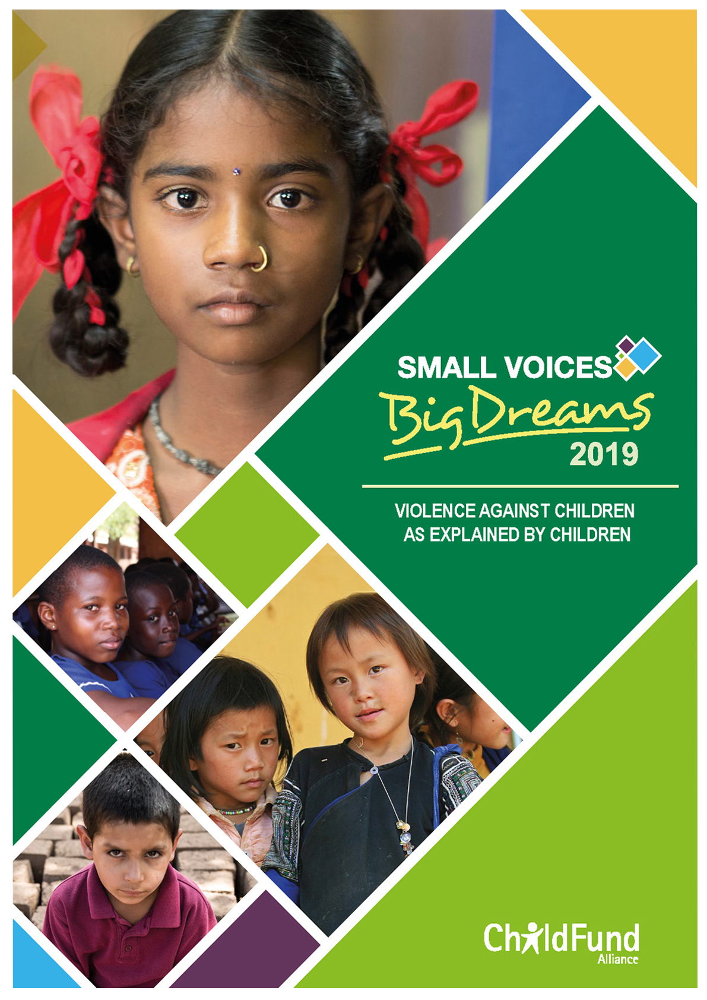 SMALL VOICES
Big Dreams
2019
VIOLENCE AGAINST CHILDREN
AS EXPLAINED BY CHILDREN
ChildFund
Alliance